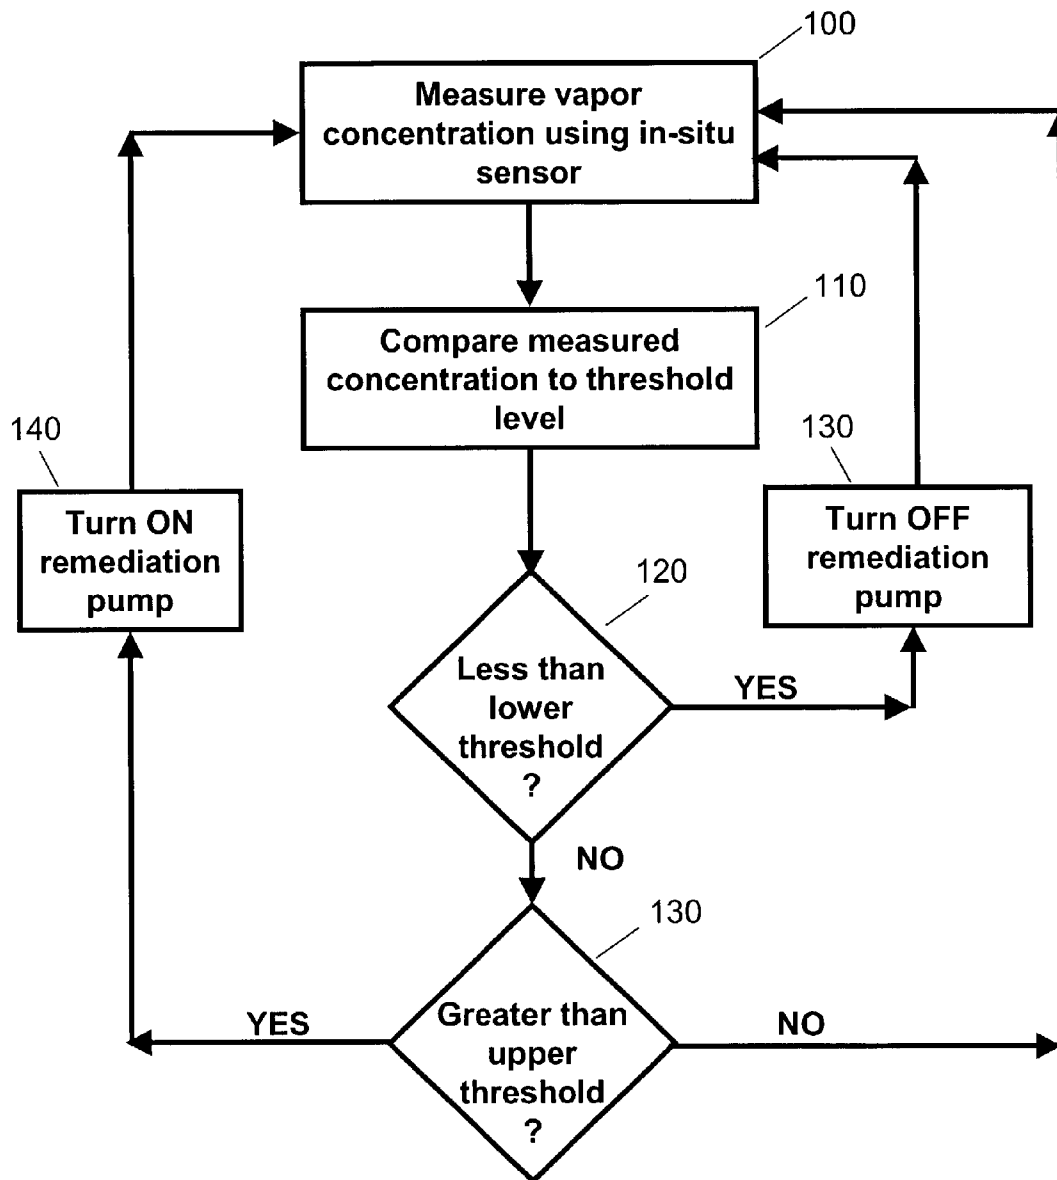 100
Measure vapor
concentration using in-situ
sensor
110
Compare measured
concentration to threshold
level
140
Turn ON
remediation
pump
130
Turn OFF
remediation
pump
120
Less than
lower
threshold
?
YES
NO
130
Greater than
upper
threshold
?
YES
NO